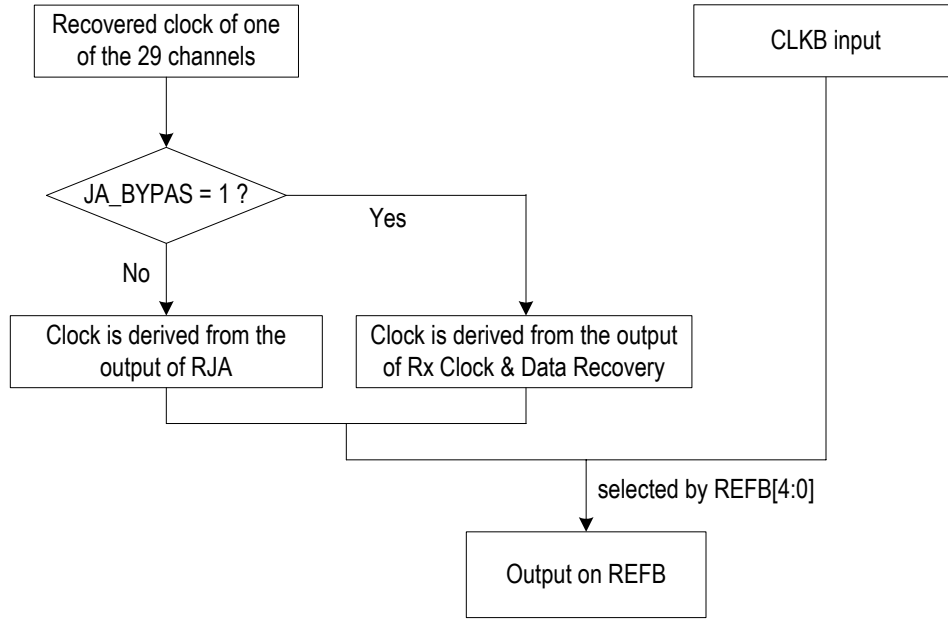 Recovered clock of one
of the 29 channels
CLKB input
JA_BYPAS = 1 ?
Yes
No
Clock is derived from the
output of RJA
Clock is derived from the output
of Rx Clock & Data Recovery
selected by REFB[4:0]
Output on REFB